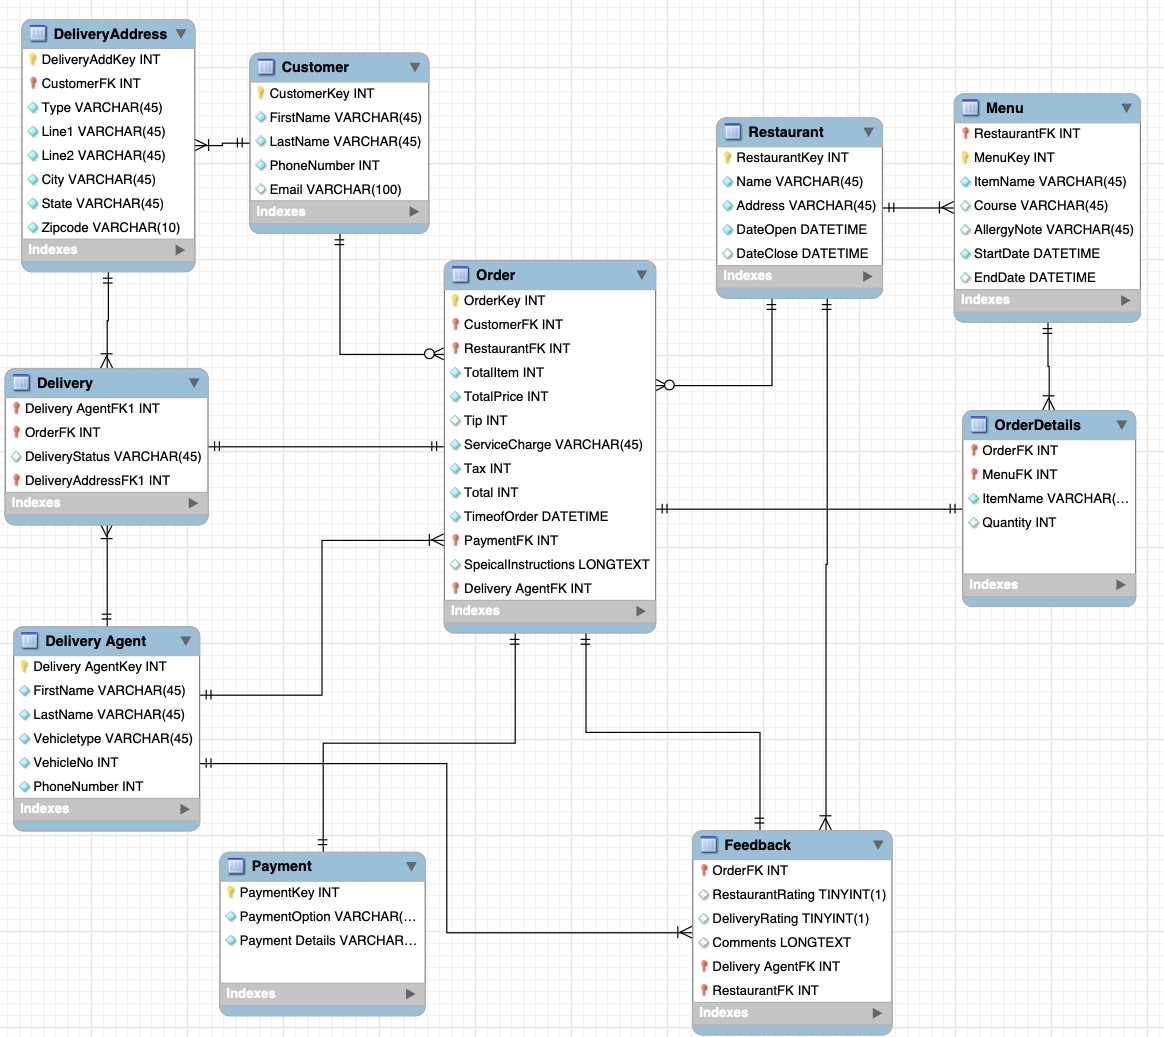 DeliveryAddress
DeliveryAddKey INT
CustomerFK INT
Type VARCHAR(45)
Line1 VARCHAR(45)
Line2 VARCHAR(45)
City VARCHAR(45)
State VARCHAR(45)
Zipcode VARCHAR(10)
Indexes
Customer
CustomerKey INT
FirstName VARCHAR(45)
LastName VARCHAR(45)
PhoneNumber INT
Email VARCHAR(100)
Indexes
Restaurant
RestaurantKey INT
Name VARCHAR(45)
Address VARCHAR(45)
DateOpen DATETIME
DateClose DATETIME
Indexes
Menu
RestaurantFK INT
MenuKey INT
ItemName VARCHAR(45)
Course VARCHAR(45)
AllergyNote VARCHAR(45)
StartDate DATETIME
EndDate DATETIME
Indexes
Order
OrderKey INT
CustomerFK INT
RestaurantFK INT
TotalItem INT
TotalPrice INT
Tip INT
ServiceCharge VARCHAR(45)
Tax INT
Total INT
TimeofOrder DATETIME
PaymentFK INT
SpeicalInstructions LONGTEXT
Delivery AgentFK INT
Indexes
Delivery
Delivery AgentFK1 INT
OrderFK INT
DeliveryStatus VARCHAR(45)
DeliveryAddressFK1 INT
Indexes
OrderDetails
OrderFK INT
MenuFK INT
ItemName VARCHAR(...
Quantity INT
Indexes
Delivery Agent
Delivery AgentKey INT
FirstName VARCHAR(45)
LastName VARCHAR(45)
Vehicletype VARCHAR(45)
VehicleNo INT
PhoneNumber INT
Indexes
Payment
PaymentKey INT
PaymentOption VARCHAR(...
Payment Details VARCHAR...
Indexes
Feedback
OrderFK INT
RestaurantRating TINYINT(1)
DeliveryRating TINYINT(1)
Comments LONGTEXT
Delivery AgentFK INT
RestaurantFK INT
Indexes